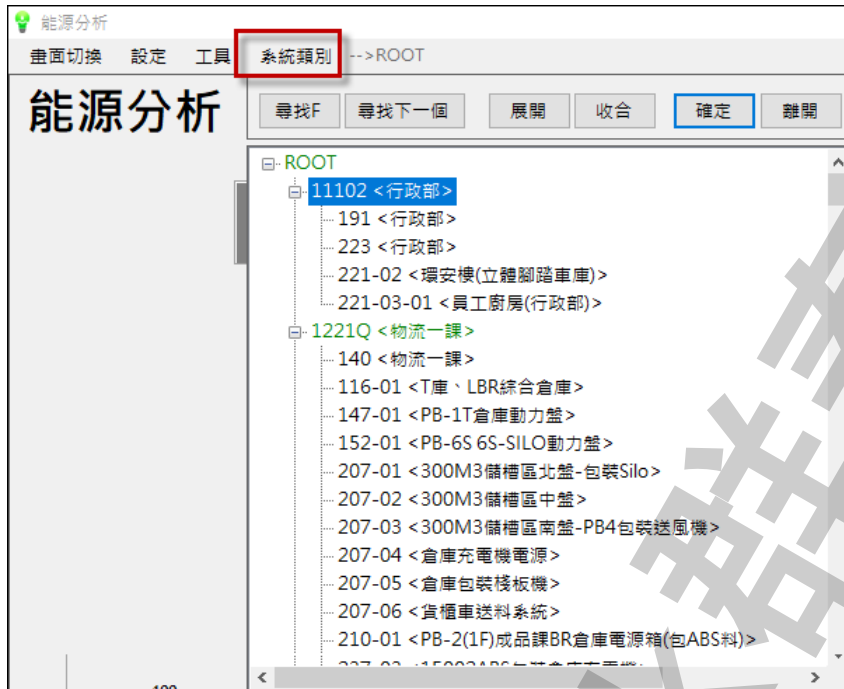 能源分析
畫面切換 設定 工具 系統類別 -->ROOT
能源分析
尋找F 尋找下一個 展開 收合 確定 離開
ROOT
11102 <行政部>
191 <行政部>
223 <行政部>
221-02 <環安樓(立體腳踏車庫)>
221-03-01 <員工廚房(行政部)>
1221Q <物流一課>
140 <物流一課>
116-01 <T庫、LBR綜合倉庫>
147-01 <PB-1T倉庫動力盤>
152-01 <PB-6S 6S-SILO動力盤>
207-01 <300M3儲槽區北盤-包裝Silo>
207-02 <300M3儲槽區中盤>
207-03 <300M3儲槽區南盤-PB4包裝送風機>
207-04 <倉庫充電機電源>
207-05 <倉庫包裝棧板機>
207-06 <貨櫃車送料系統>
210-01 <PB-2(1F)成品課BR倉庫電源箱(包ABS料)>